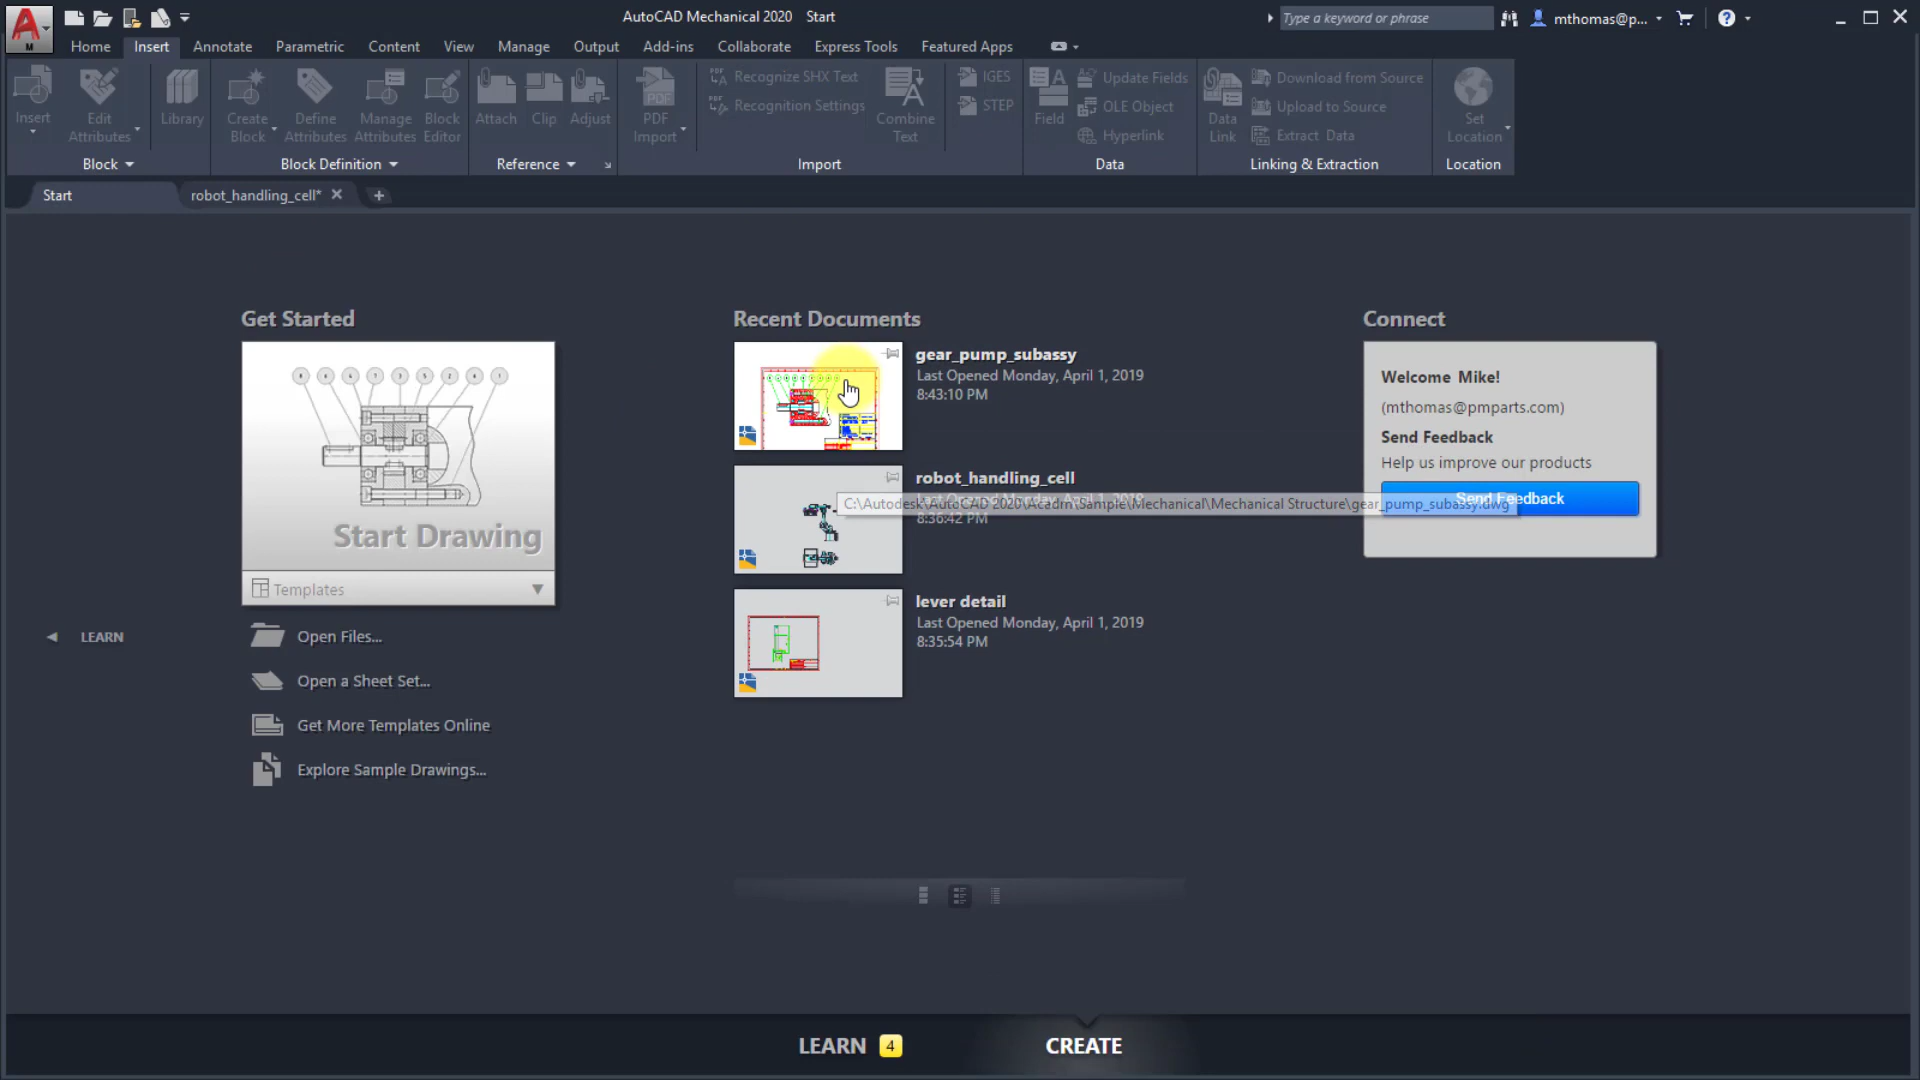 AutoCAD Mechanical 2020 Start
Type a keyword or phrase
mthomas@p...
M
Home Insert Annotate Parametric Content View Manage Output Add-ins Collaborate Express Tools Featured Apps
Insert
Edit Attributes
Library
Create Block
Define Attributes
Manage Attributes
Block Editor
Attach
Clip
Adjust
PDF Import
Recognize SHX Text
Recognition Settings
Combine Text
IGES
STEP
Field
Update Fields
OLE Object
Hyperlink
Data Link
Download from Source
Upload to Source
Extract Data
Set Location
Block
Block Definition
Reference
Import
Data
Linking & Extraction
Location
Start
robot_handling_cell*
Get Started
Start Drawing
Templates
Open Files...
Open a Sheet Set...
Get More Templates Online
Explore Sample Drawings...
LEARN
Recent Documents
gear_pump_subassy
Last Opened Monday, April 1, 2019
8:43:10 PM
robot_handling_cell
Last Opened Monday, April 1, 2019
C:\Autodesk\AutoCAD 2020\Acadm\Sample\Mechanical\Mechanical Structure\gear_pump_subassy.dwg
8:36:42 PM
lever detail
Last Opened Monday, April 1, 2019
8:35:54 PM
Connect
Welcome Mike!
(mthomas@pmparts.com)
Send Feedback
Help us improve our products
Send Feedback
LEARN 4
CREATE